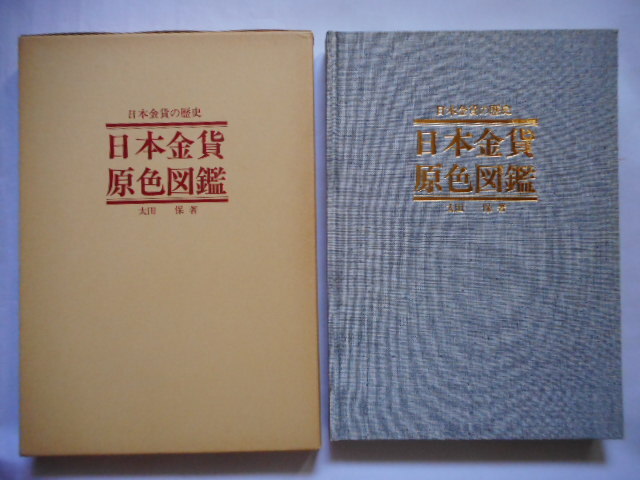 日本金貨の歴史
日本金貨
原色図鑑
太田 保 著
日本金貨の歴史
日本金貨
原色図鑑
太田 保 著